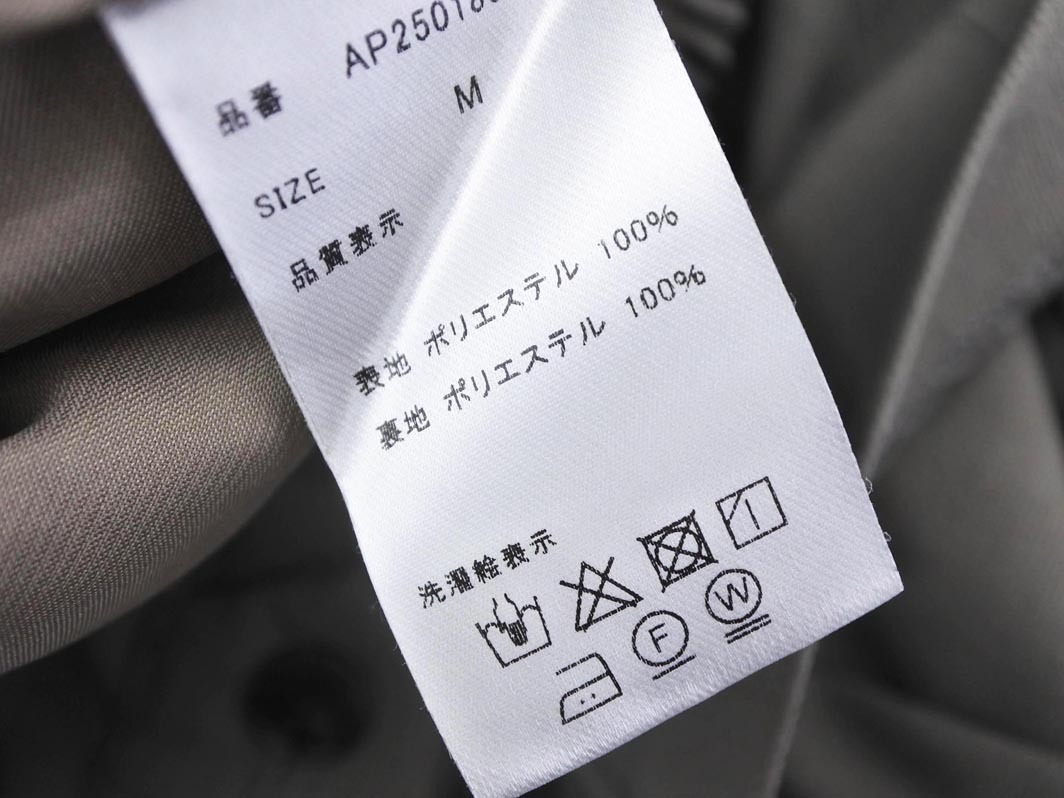 品番 AP25018
SIZE M
品質表示
表地 ポリエステル 100%
裏地 ポリエステル 100%
洗濯絵表示
F
W